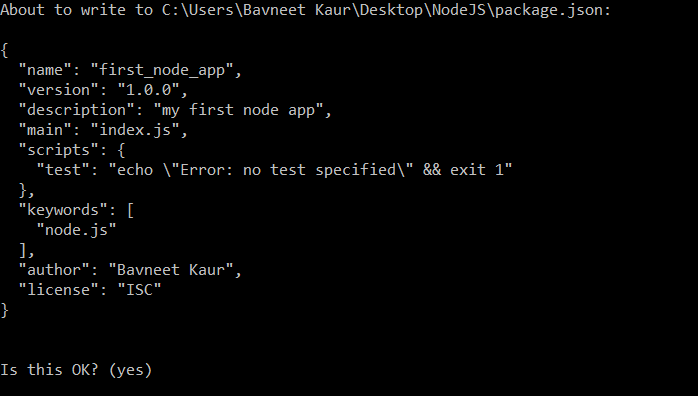 About to write to C:\Users\Bavneet Kaur\Desktop\NodeJS\package.json:

{
  "name": "first_node_app",
  "version": "1.0.0",
  "description": "my first node app",
  "main": "index.js",
  "scripts": {
    "test": "echo \"Error: no test specified\" && exit 1"
  },
  "keywords": [
    "node.js"
  ],
  "author": "Bavneet Kaur",
  "license": "ISC"
}


Is this OK? (yes)